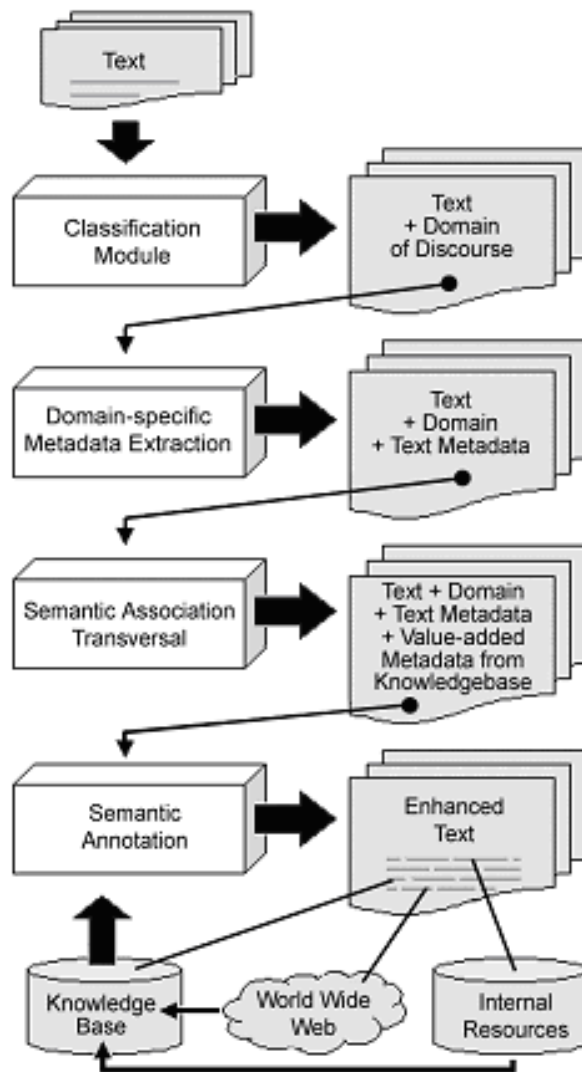 Text
Classification
Module
Text
+ Domain
of Discourse
Domain-specific
Metadata Extraction
Text
+ Domain
+ Text Metadata
Semantic Association
Transversal
Text + Domain
+ Text Metadata
+ Value-added
Metadata from
Knowledgebase
Semantic
Annotation
Enhanced
Text
Knowledge
Base
World Wide
Web
Internal
Resources